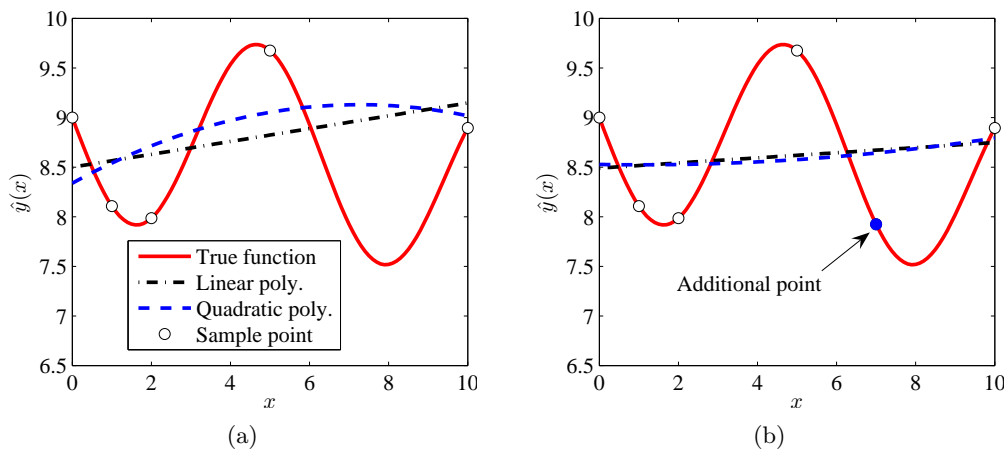 10
9.5
9
8.5
8
7.5
7
6.5
0
2
4
6
8
10
ŷ(x)
x
True function
Linear poly.
Quadratic poly.
Sample point
(a)
10
9.5
9
8.5
8
7.5
7
6.5
0
2
4
6
8
10
ŷ(x)
x
Additional point
(b)